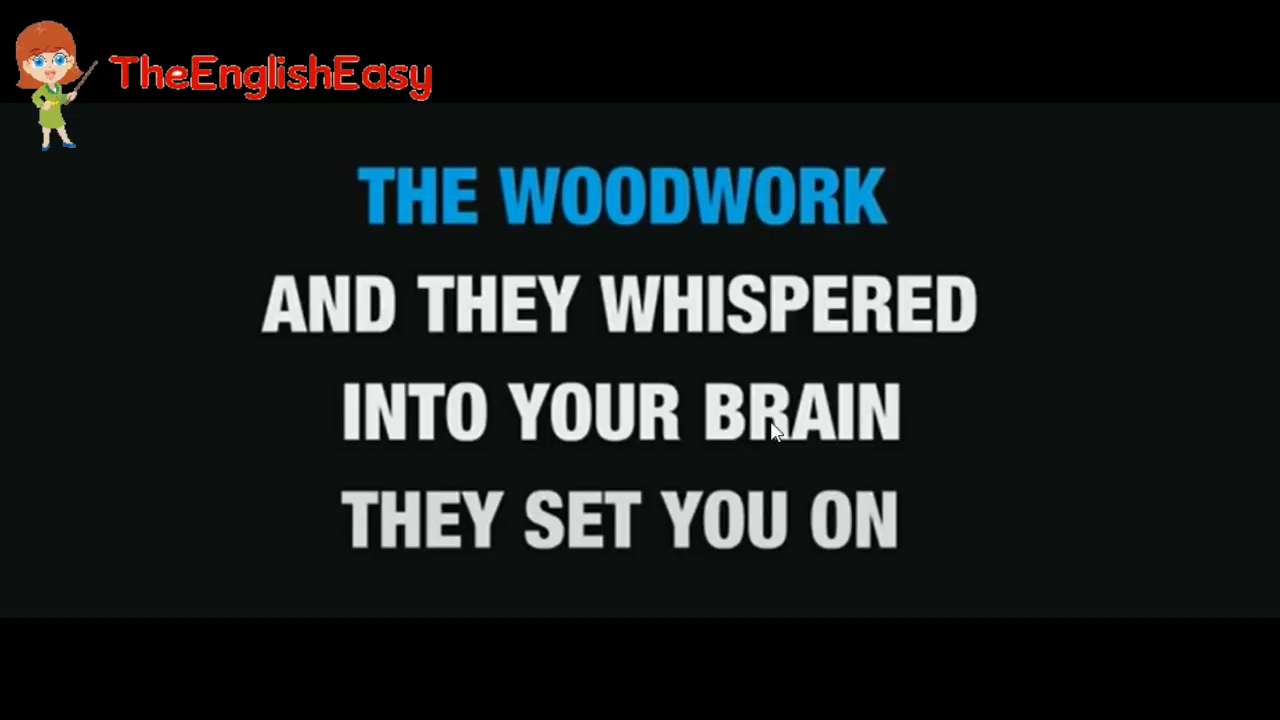 TheEnglishEasy
THE WOODWORK
AND THEY WHISPERED
INTO YOUR BRAIN
THEY SET YOU ON